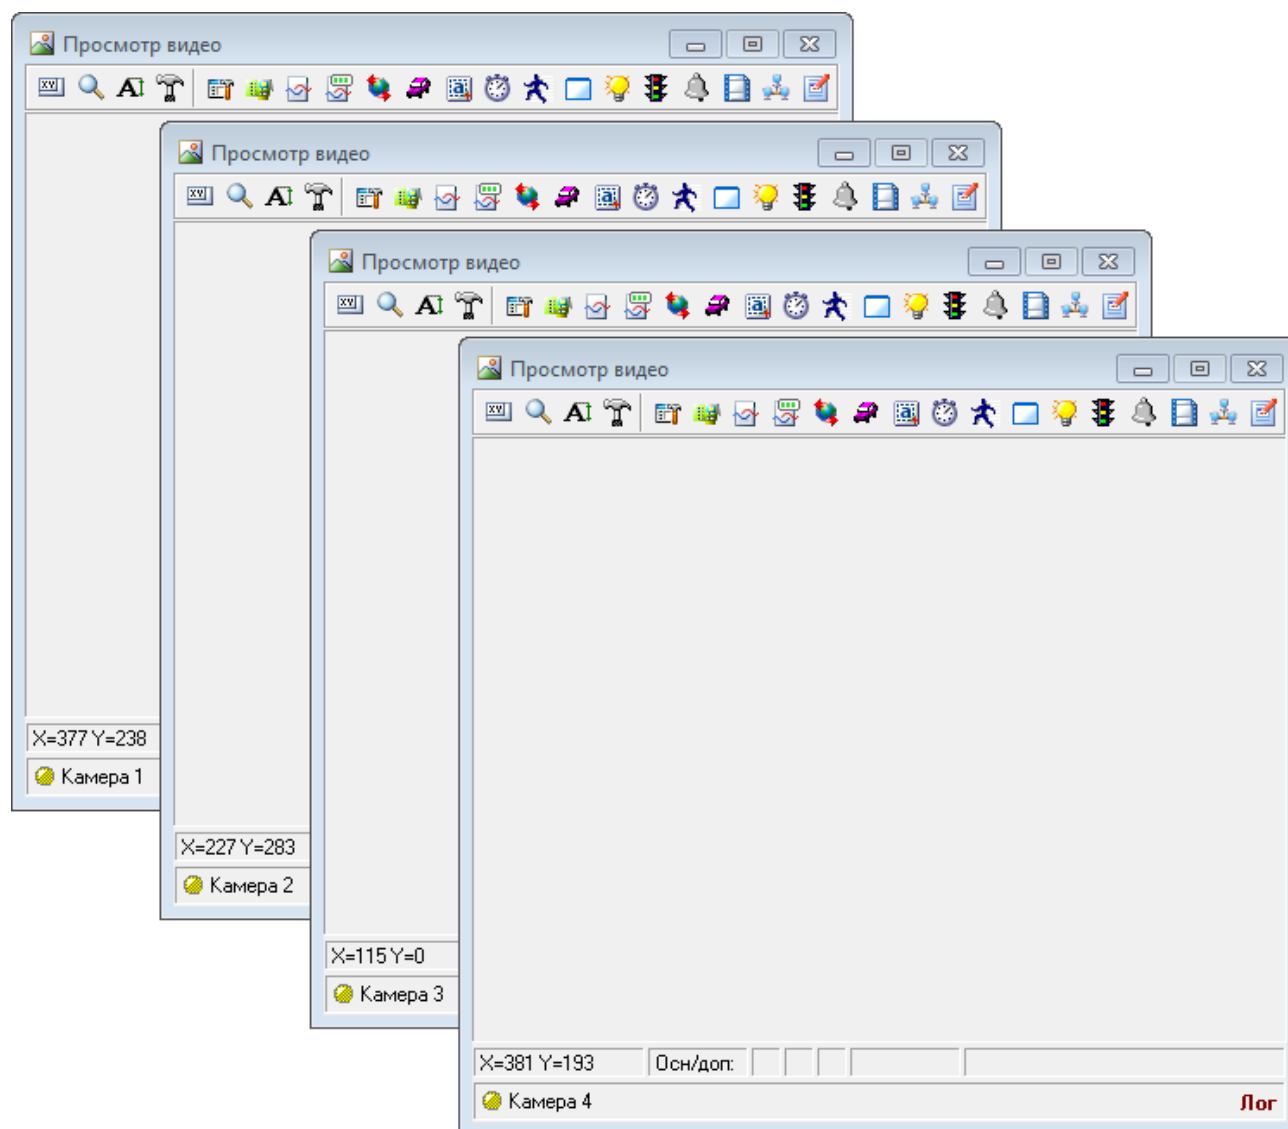 Просмотр видео
X=377 Y=238
Камера 1
Просмотр видео
X=227 Y=283
Камера 2
Просмотр видео
X=115 Y=0
Камера 3
Просмотр видео
X=381 Y=193 Осн/доп:
Камера 4 Лог